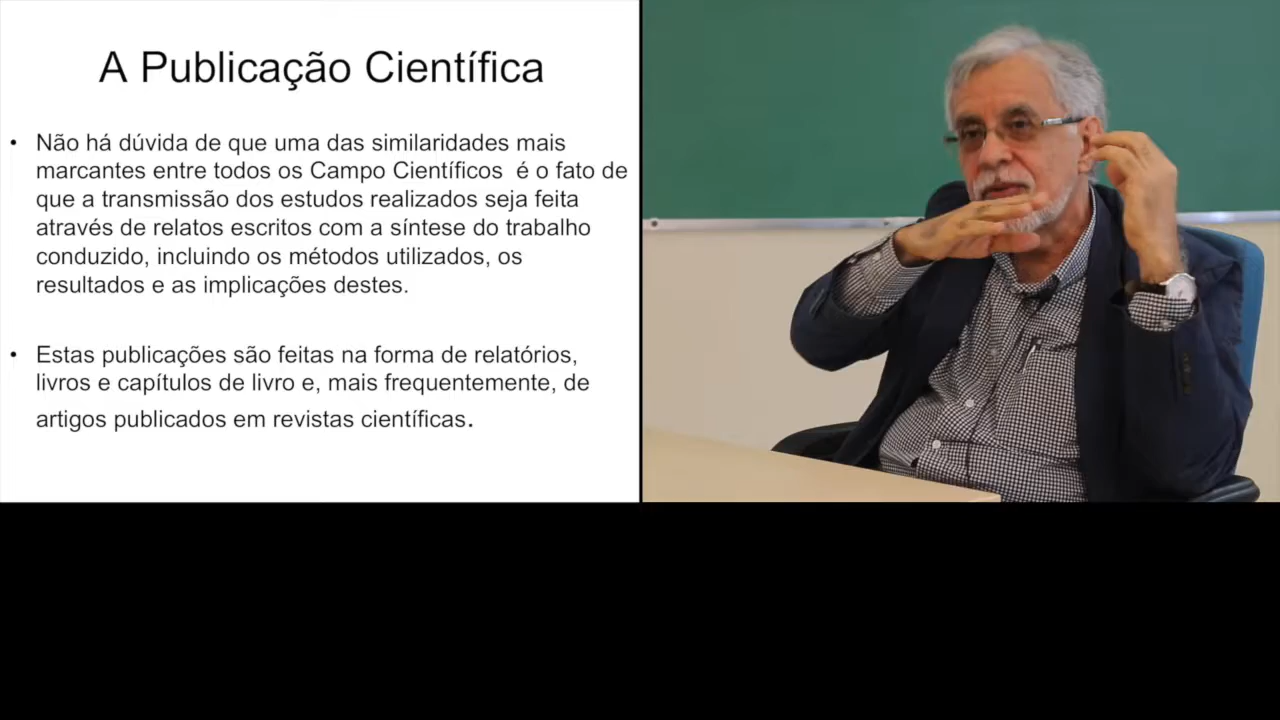 A Publicação Científica
• Não há dúvida de que uma das similaridades mais
marcantes entre todos os Campo Científicos é o fato de
que a transmissão dos estudos realizados seja feita
através de relatos escritos com a síntese do trabalho
conduzido, incluindo os métodos utilizados, os
resultados e as implicações destes.
• Estas publicações são feitas na forma de relatórios,
livros e capítulos de livro e, mais frequentemente, de
artigos publicados em revistas científicas.